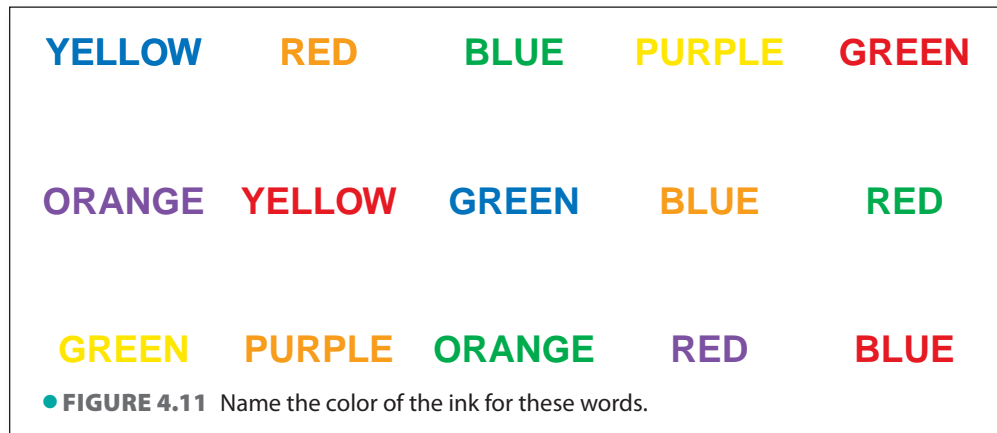 YELLOW RED BLUE PURPLE GREEN
ORANGE YELLOW GREEN BLUE RED
GREEN PURPLE ORANGE RED BLUE
● FIGURE 4.11 Name the color of the ink for these words.